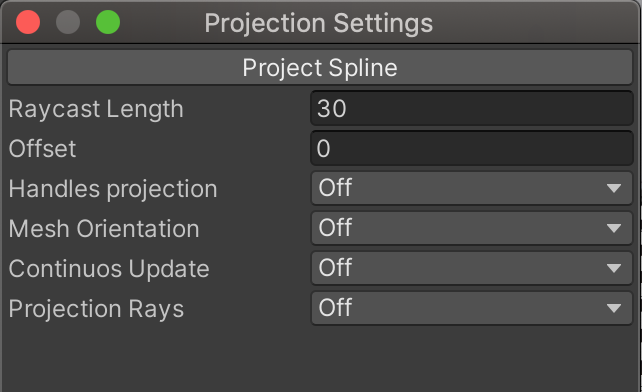 Projection Settings
Project Spline
Raycast Length 30
Offset 0
Handles projection Off
Mesh Orientation Off
Continuos Update Off
Projection Rays Off